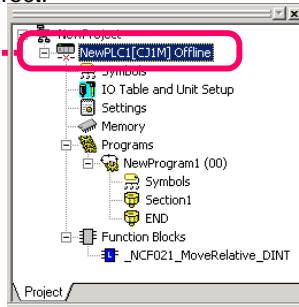 rect.
NewProject
NewPLC1[CJ1M] Offline
Symbols
IO Table and Unit Setup
Settings
Memory
Programs
NewProgram1 (00)
Symbols
Section1
END
Function Blocks
_NCF021_MoveRelative_DINT
Project